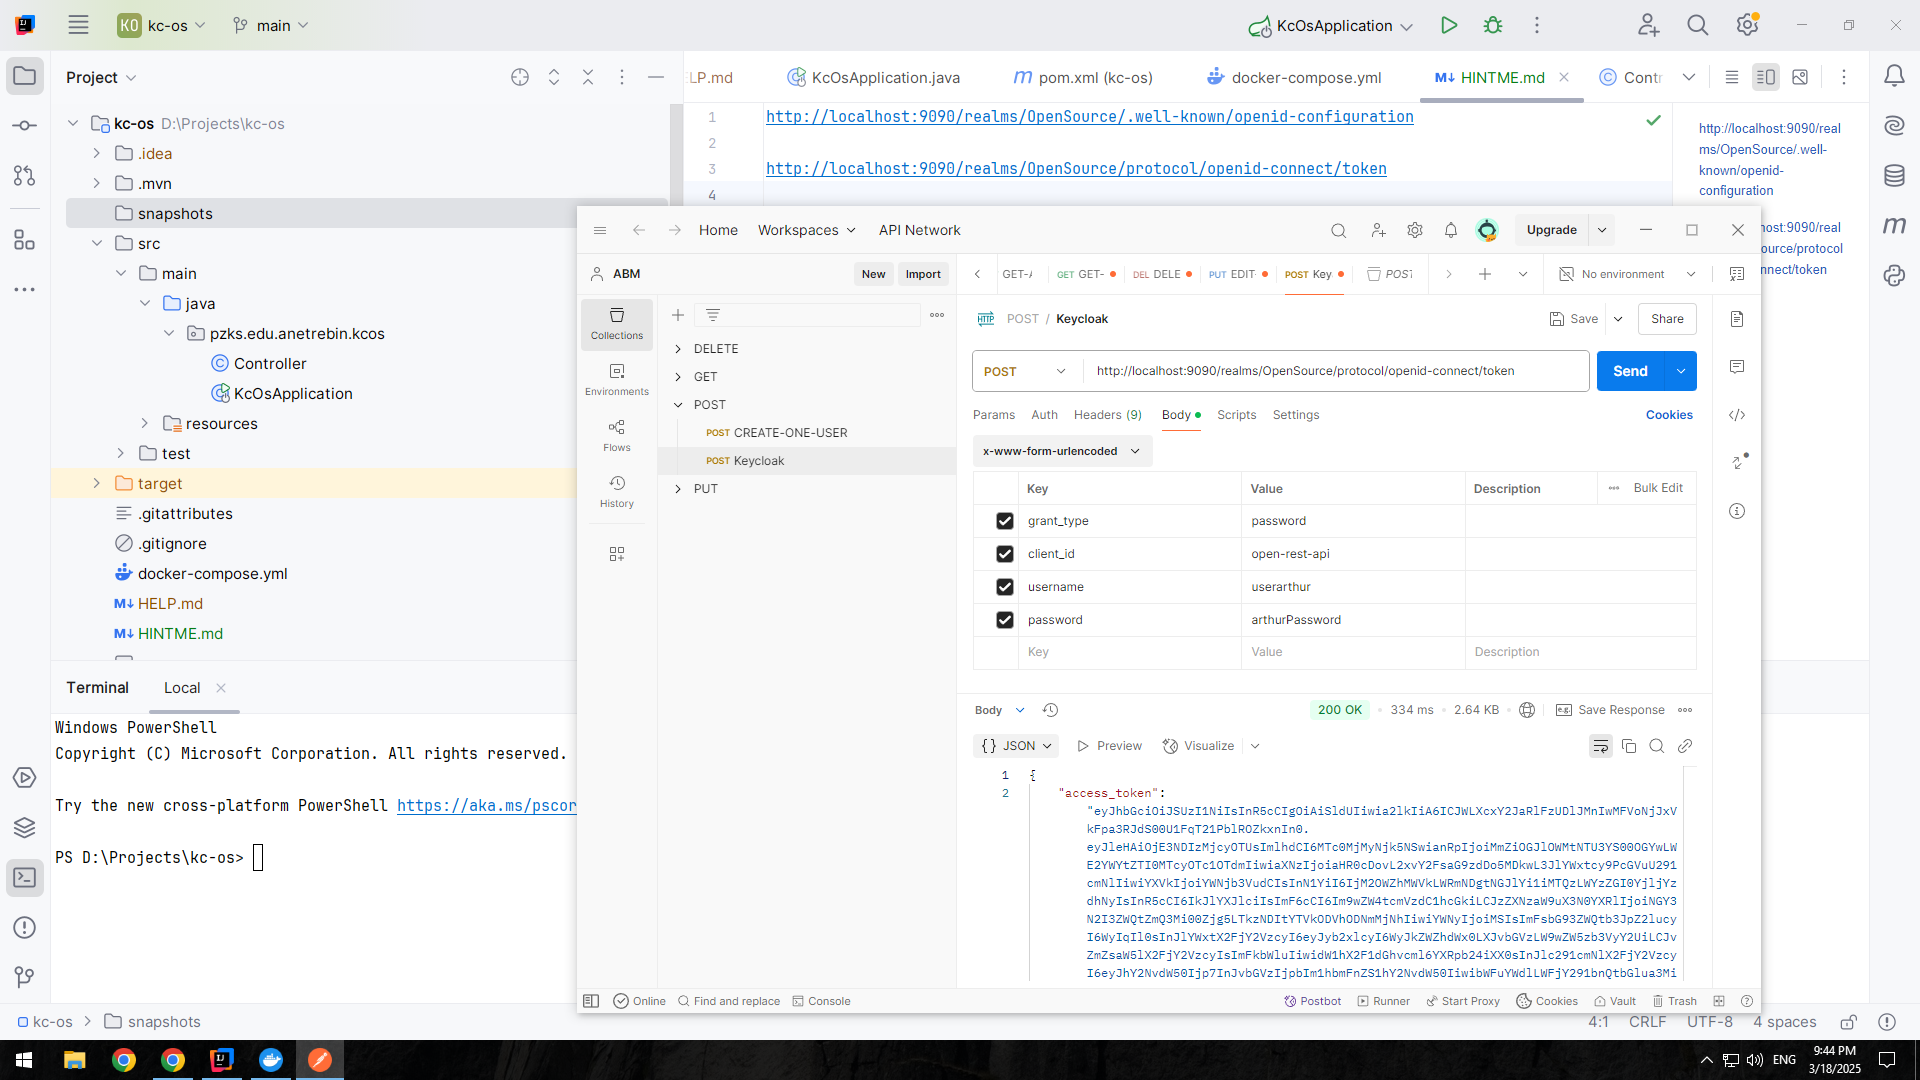 KO kc-os
main
KcOsApplication
Project
LP.md
KcOsApplication.java
pom.xml (kc-os)
docker-compose.yml
HINTME.md
Contr
kc-os D:\Projects\kc-os
.idea
.mvn
snapshots
src
main
java
pzks.edu.anetrebin.kcos
Controller
KcOsApplication
resources
test
target
.gitattributes
.gitignore
docker-compose.yml
HELP.md
HINTME.md
1 http://localhost:9090/realms/OpenSource/.well-known/openid-configuration
2
3 http://localhost:9090/realms/OpenSource/protocol/openid-connect/token
4
http://localhost:9090/real
ms/OpenSource/.well-
known/openid-
configuration
host:9090/real
ource/protocol
nnect/token
Home
Workspaces
API Network
Upgrade
ABM
New
Import
GET-A
GET GET-
DEL DELE
PUT EDIT-
POST Key
POST
No environment
Collections
Environments
Flows
History
DELETE
GET
POST
POST CREATE-ONE-USER
POST Keycloak
PUT
HTTP POST / Keycloak
Save
Share
POST http://localhost:9090/realms/OpenSource/protocol/openid-connect/token
Send
Params
Auth
Headers (9)
Body
Scripts
Settings
Cookies
x-www-form-urlencoded
Key Value Description
Bulk Edit
grant_type password
client_id open-rest-api
username userarthur
password arthurPassword
Key Value Description
Body
200 OK
334 ms
2.64 KB
Save Response
{} JSON
Preview
Visualize
1 {
2 "access_token":
Online
Find and replace
Console
Postbot
Runner
Start Proxy
Cookies
Vault
Trash
Terminal
Local
Windows PowerShell
Copyright (C) Microsoft Corporation. All rights reserved.
Try the new cross-platform PowerShell https://aka.ms/pscor
PS D:\Projects\kc-os>
kc-os > snapshots
4:1 CRLF UTF-8 4 spaces
ENG
9:44 PM
3/18/2025